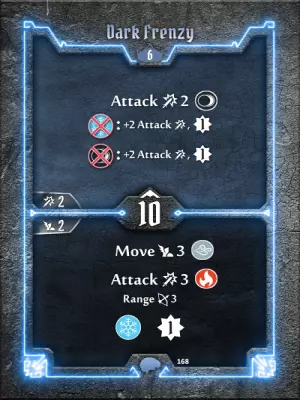 Dark Frenzy
6
Attack 2
: +2 Attack , 1
: +2 Attack , 1
2
10
2
Move 3
Attack 3
Range 3
1
168